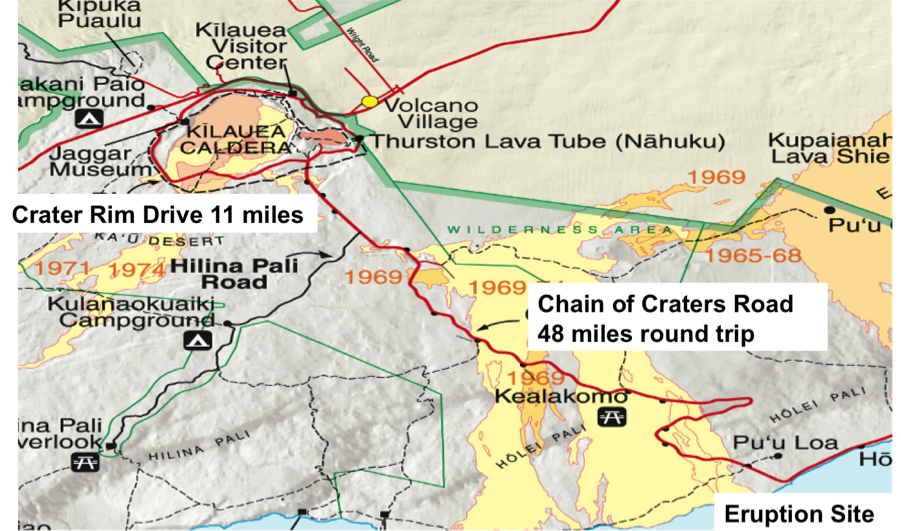 Kīpuka
Puaulu
Kīlauea
Visitor
Center
Wright Road
akani Paio
ampground
Volcano
Village
KĪLAUEA
CALDERA
Thurston Lava Tube (Nāhuku)
Jaggar
Museum
Kupaianah
Lava Shie
1969
Crater Rim Drive 11 miles
WILDERNESS AREA
Pu'u
KA'Ū DESERT
1965-68
1971
1974
Hilina Pali
Road
1969
1969
Chain of Craters Road
48 miles round trip
Kulanaokuaiki
Campground
1969
Kealakomo
HŌLEI PALI
ina Pali
verlook
HILINA PALI
HŌLEI PALI
Pu'u Loa
Hō
Eruption Site